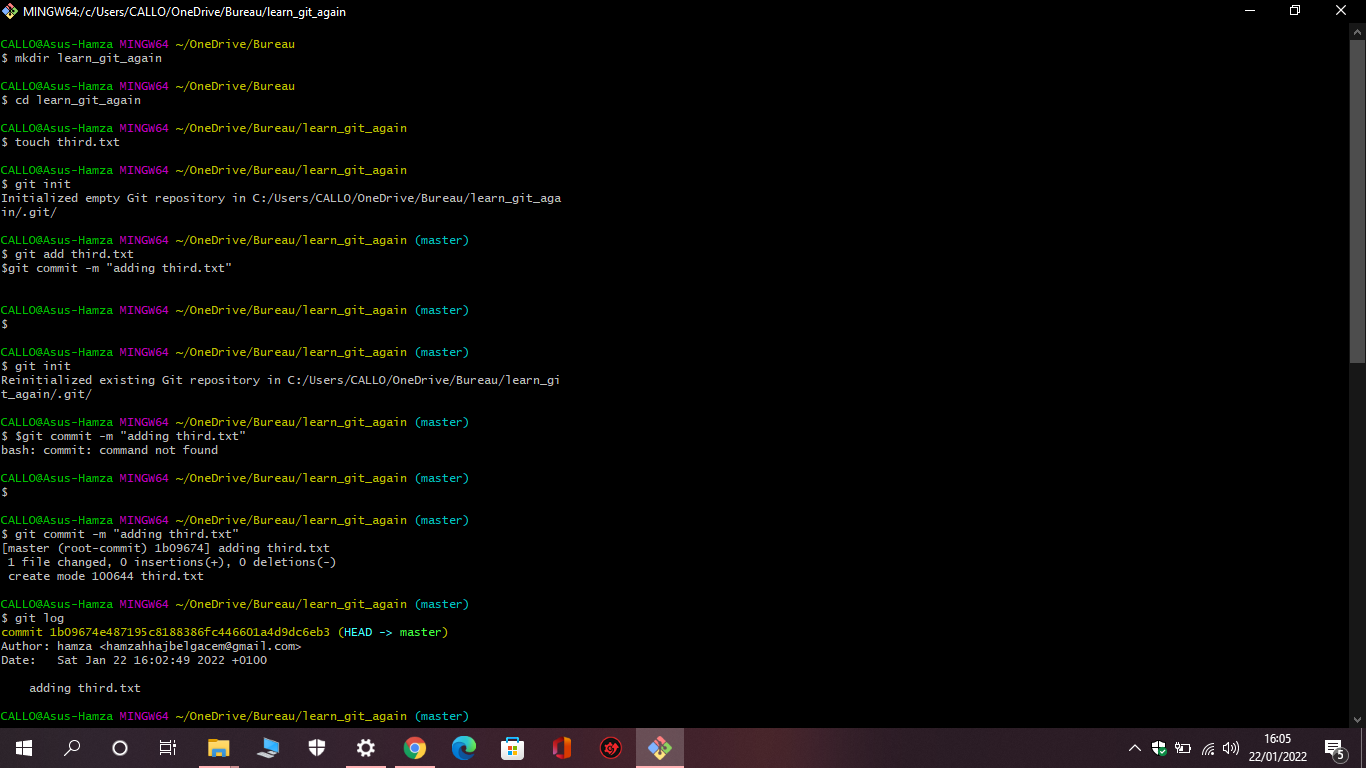 MINGW64:/c/Users/CALLO/OneDrive/Bureau/learn_git_again
CALLO@Asus-Hamza MINGW64 ~/OneDrive/Bureau
$ mkdir learn_git_again
CALLO@Asus-Hamza MINGW64 ~/OneDrive/Bureau
$ cd learn_git_again
CALLO@Asus-Hamza MINGW64 ~/OneDrive/Bureau/learn_git_again
$ touch third.txt
CALLO@Asus-Hamza MINGW64 ~/OneDrive/Bureau/learn_git_again
$ git init
Initialized empty Git repository in C:/Users/CALLO/OneDrive/Bureau/learn_git_aga
in/.git/
CALLO@Asus-Hamza MINGW64 ~/OneDrive/Bureau/learn_git_again (master)
$ git add third.txt
$git commit -m "adding third.txt"
CALLO@Asus-Hamza MINGW64 ~/OneDrive/Bureau/learn_git_again (master)
$
CALLO@Asus-Hamza MINGW64 ~/OneDrive/Bureau/learn_git_again (master)
$ git init
Reinitialized existing Git repository in C:/Users/CALLO/OneDrive/Bureau/learn_gi
t_again/.git/
CALLO@Asus-Hamza MINGW64 ~/OneDrive/Bureau/learn_git_again (master)
$ $git commit -m "adding third.txt"
bash: commit: command not found
CALLO@Asus-Hamza MINGW64 ~/OneDrive/Bureau/learn_git_again (master)
$
CALLO@Asus-Hamza MINGW64 ~/OneDrive/Bureau/learn_git_again (master)
$ git commit -m "adding third.txt"
[master (root-commit) 1b09674] adding third.txt
 1 file changed, 0 insertions(+), 0 deletions(-)
 create mode 100644 third.txt
CALLO@Asus-Hamza MINGW64 ~/OneDrive/Bureau/learn_git_again (master)
$ git log
commit 1b09674e487195c8188386fc446601a4d9dc6eb3 (HEAD -> master)
Author: hamza <hamzahhajbelgacem@gmail.com>
Date:   Sat Jan 22 16:02:49 2022 +0100
    adding third.txt
CALLO@Asus-Hamza MINGW64 ~/OneDrive/Bureau/learn_git_again (master)
16:05
22/01/2022
5